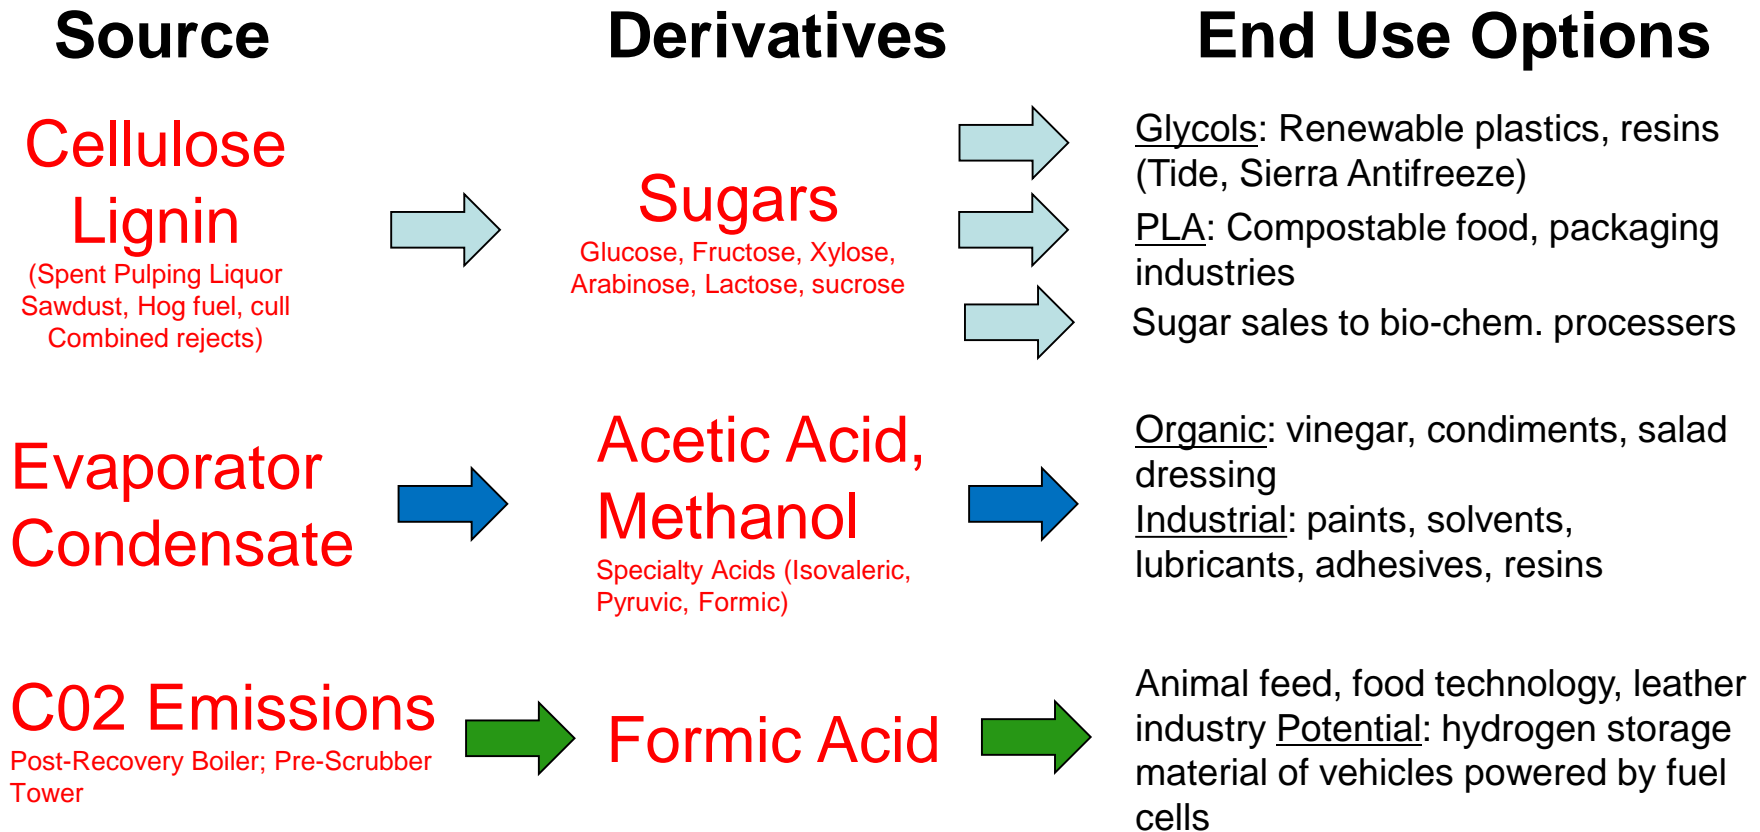 Source
Derivatives
End Use Options
Cellulose
Lignin
(Spent Pulping Liquor
Sawdust, Hog fuel, cull
Combined rejects)
Sugars
Glucose, Fructose, Xylose,
Arabinose, Lactose, sucrose
Glycols: Renewable plastics, resins
(Tide, Sierra Antifreeze)
PLA: Compostable food, packaging
industries
Sugar sales to bio-chem. processers
Evaporator
Condensate
Acetic Acid,
Methanol
Specialty Acids (Isovaleric,
Pyruvic, Formic)
Organic: vinegar, condiments, salad
dressing
Industrial: paints, solvents,
lubricants, adhesives, resins
C02 Emissions
Post-Recovery Boiler; Pre-Scrubber
Tower
Formic Acid
Animal feed, food technology, leather
industry Potential: hydrogen storage
material of vehicles powered by fuel
cells